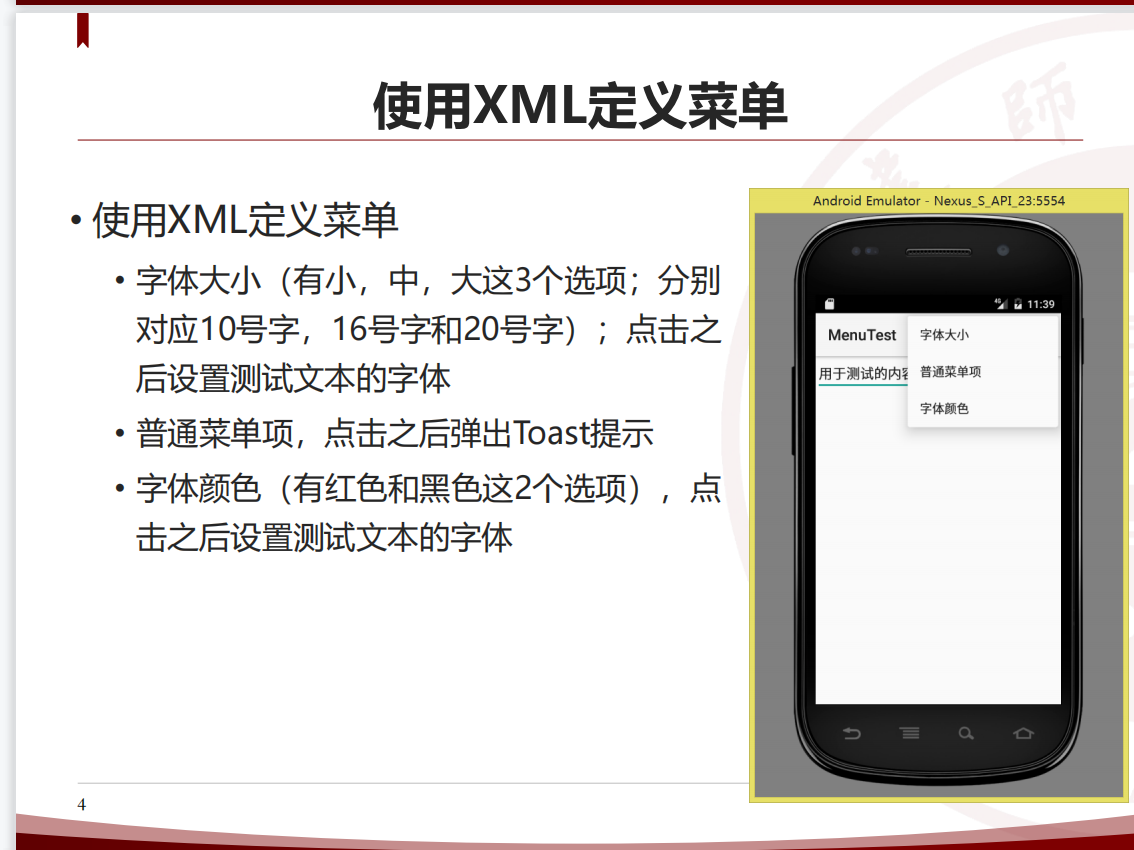 使用XML定义菜单
• 使用XML定义菜单
• 字体大小（有小，中，大这3个选项；分别
对应10号字，16号字和20号字）；点击之
后设置测试文本的字体
• 普通菜单项，点击之后弹出Toast提示
• 字体颜色（有红色和黑色这2个选项），点
击之后设置测试文本的字体
Android Emulator - Nexus_S_API_23:5554
4G 11:39
MenuTest
字体大小
用于测试的内容
普通菜单项
字体颜色
4
師